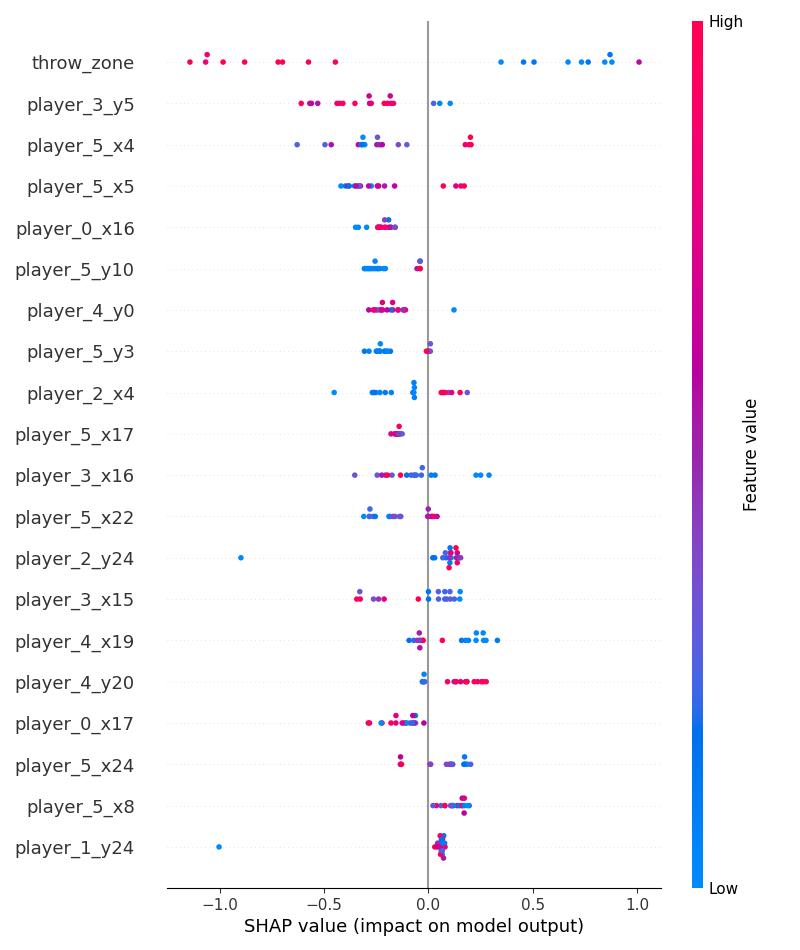 High
throw_zone
player_3_y5
player_5_x4
player_5_x5
player_0_x16
player_5_y10
player_4_y0
player_5_y3
player_2_x4
player_5_x17
player_3_x16
player_5_x22
player_2_y24
player_3_x15
player_4_x19
player_4_y20
player_0_x17
player_5_x24
player_5_x8
player_1_y24
Feature value
Low
−1.0 −0.5 0.0 0.5 1.0
SHAP value (impact on model output)